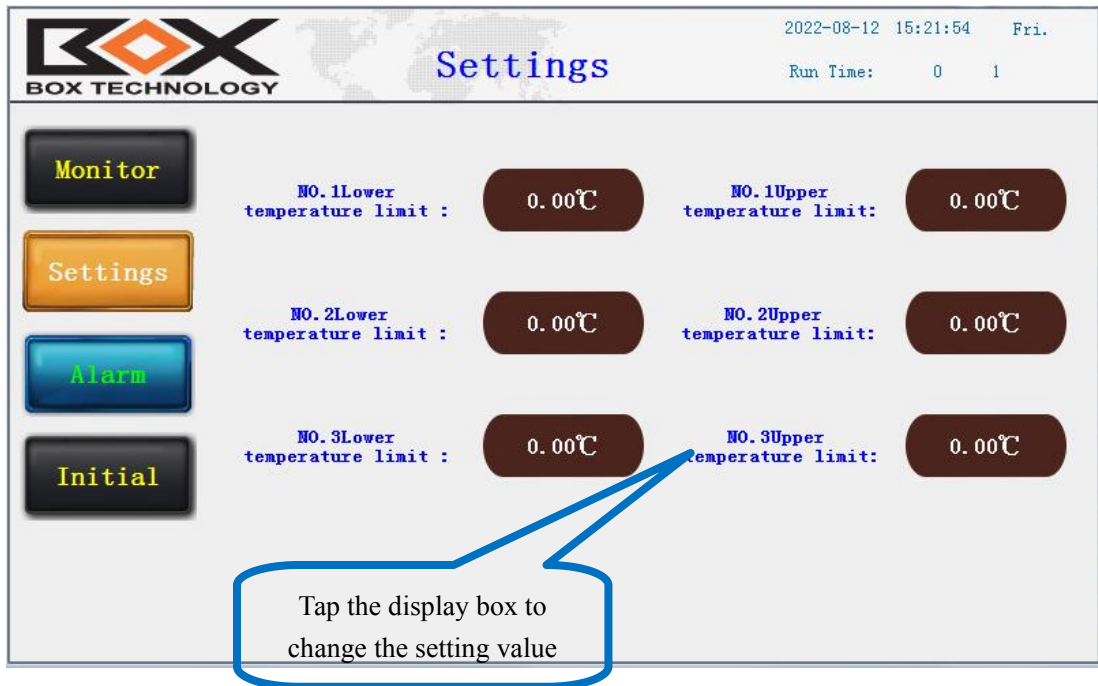 BOX
BOX TECHNOLOGY
Settings
2022-08-12 15:21:54 Fri.
Run Time: 0 1
Monitor
Settings
Alarm
Initial
NO.1Lower
temperature limit :
0.00℃
NO.1Upper
temperature limit:
0.00℃
NO.2Lower
temperature limit :
0.00℃
NO.2Upper
temperature limit:
0.00℃
NO.3Lower
temperature limit :
0.00℃
NO.3Upper
temperature limit:
0.00℃
Tap the display box to
change the setting value